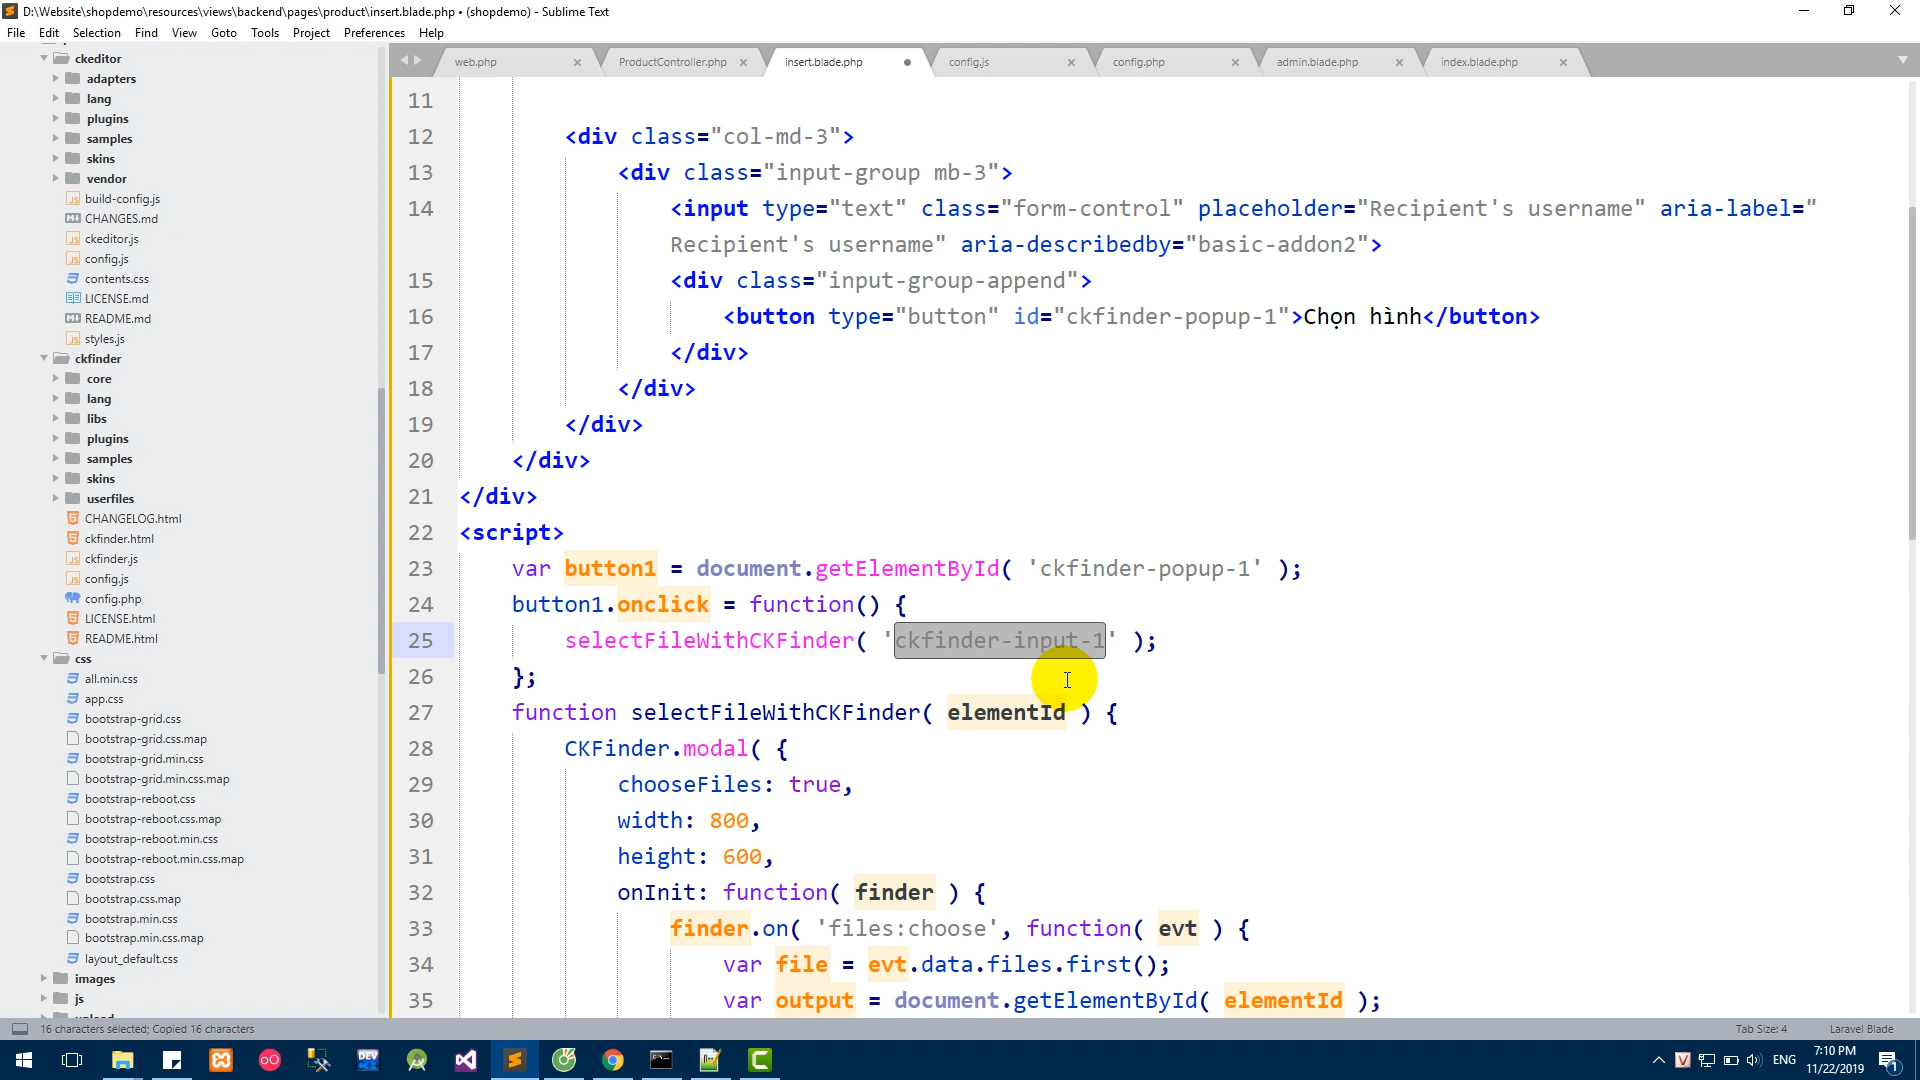 D:\Website\shopdemo\resources\views\backend\pages\product\insert.blade.php • (shopdemo) - Sublime Text
File Edit Selection Find View Goto Tools Project Preferences Help
ckeditor
adapters
lang
plugins
samples
skins
vendor
build-config.js
CHANGES.md
ckeditor.js
config.js
contents.css
LICENSE.md
README.md
styles.js
ckfinder
core
lang
libs
plugins
samples
skins
userfiles
CHANGELOG.html
ckfinder.html
ckfinder.js
config.js
config.php
LICENSE.html
README.html
css
all.min.css
app.css
bootstrap-grid.css
bootstrap-grid.css.map
bootstrap-grid.min.css
bootstrap-grid.min.css.map
bootstrap-reboot.css
bootstrap-reboot.css.map
bootstrap-reboot.min.css
bootstrap-reboot.min.css.map
bootstrap.css
bootstrap.css.map
bootstrap.min.css
bootstrap.min.css.map
layout_default.css
images
js
web.php ProductController.php insert.blade.php config.js config.php admin.blade.php index.blade.php
11
12 <div class="col-md-3">
13 <div class="input-group mb-3">
14 <input type="text" class="form-control" placeholder="Recipient's username" aria-label="
Recipient's username" aria-describedby="basic-addon2">
15 <div class="input-group-append">
16 <button type="button" id="ckfinder-popup-1">Chọn hình</button>
17 </div>
18 </div>
19 </div>
20 </div>
21 </div>
22 <script>
23 var button1 = document.getElementById( 'ckfinder-popup-1' );
24 button1.onclick = function() {
25 selectFileWithCKFinder( 'ckfinder-input-1' );
26 };
27 function selectFileWithCKFinder( elementId ) {
28 CKFinder.modal( {
29 chooseFiles: true,
30 width: 800,
31 height: 600,
32 onInit: function( finder ) {
33 finder.on( 'files:choose', function( evt ) {
34 var file = evt.data.files.first();
35 var output = document.getElementById( elementId );
16 characters selected; Copied 16 characters
Tab Size: 4 Laravel Blade
DEV
ENG
7:10 PM
11/22/2019
1